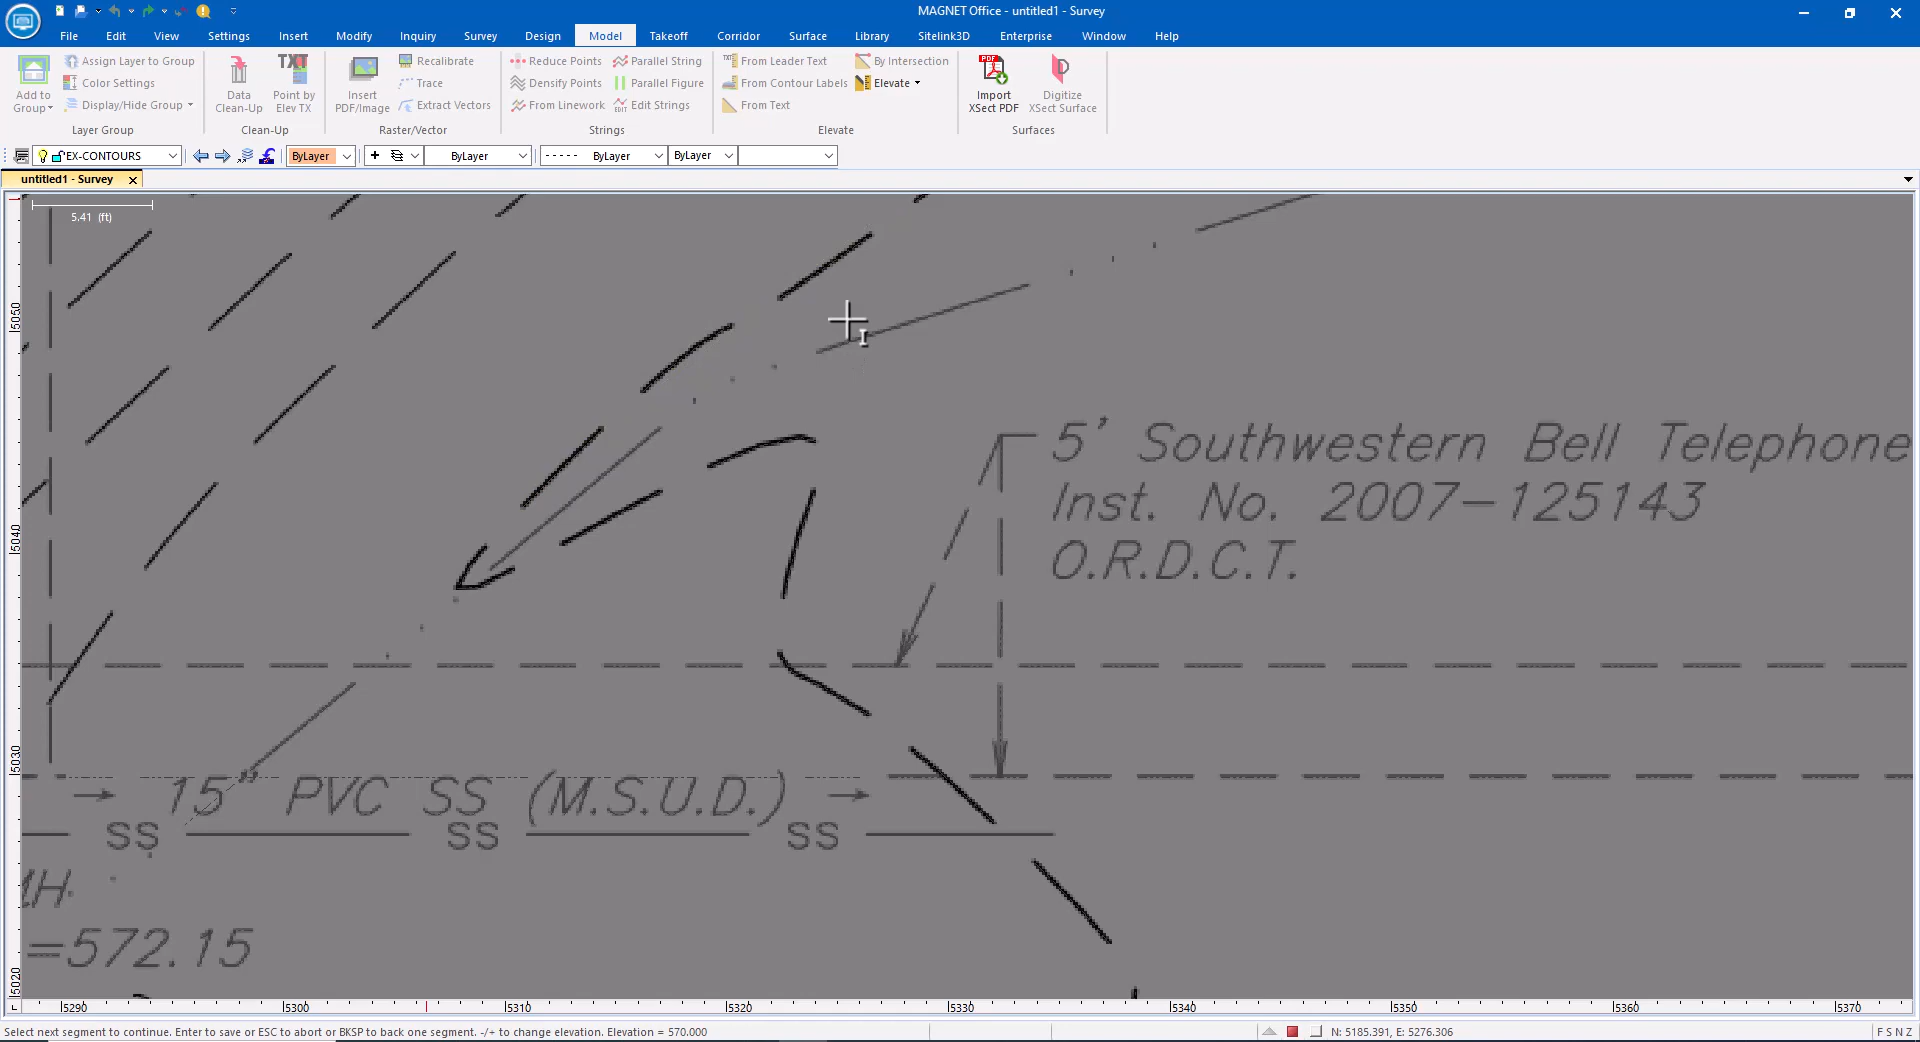 MAGNET Office - untitled1 - Survey
File Edit View Settings Insert Modify Inquiry Survey Design Model Takeoff Corridor Surface Library Sitelink3D Enterprise Window Help
Add to Group
Assign Layer to Group
Color Settings
Display/Hide Group
Layer Group
Data Clean-Up
TXT
Point by Elev TX
Clean-Up
Insert PDF/Image
Recalibrate
Trace
Extract Vectors
Raster/Vector
Reduce Points
Densify Points
From Linework
Parallel String
Parallel Figure
Edit Strings
Strings
From Leader Text
From Contour Labels
From Text
By Intersection
Elevate
Elevate
PDF
Import XSect PDF
Digitize XSect Surface
Surfaces
EX-CONTOURS
ByLayer
ByLayer
ByLayer
ByLayer
untitled1 - Survey
5.41 (ft)
5050
5040
5030
5020
5' Southwestern Bell Telephone
Inst. No. 2007-125143
O.R.D.C.T.
15" PVC SS (M.S.U.D.)
SS SS SS
=572.15
5290 5300 5310 5320 5330 5340 5350 5360 5370
Select next segment to continue. Enter to save or ESC to abort or BKSP to back one segment. -/+ to change elevation. Elevation = 570.000
N: 5185.391, E: 5276.306
F S N Z